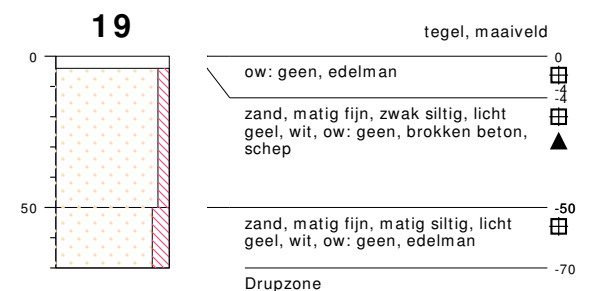 19
tegel, maaiveld
0
0
ow: geen, edelman
-4
-4
zand, matig fijn, zwak siltig, licht
geel, wit, ow: geen, brokken beton,
schep
50
-50
zand, matig fijn, matig siltig, licht
geel, wit, ow: geen, edelman
-70
Drupzone